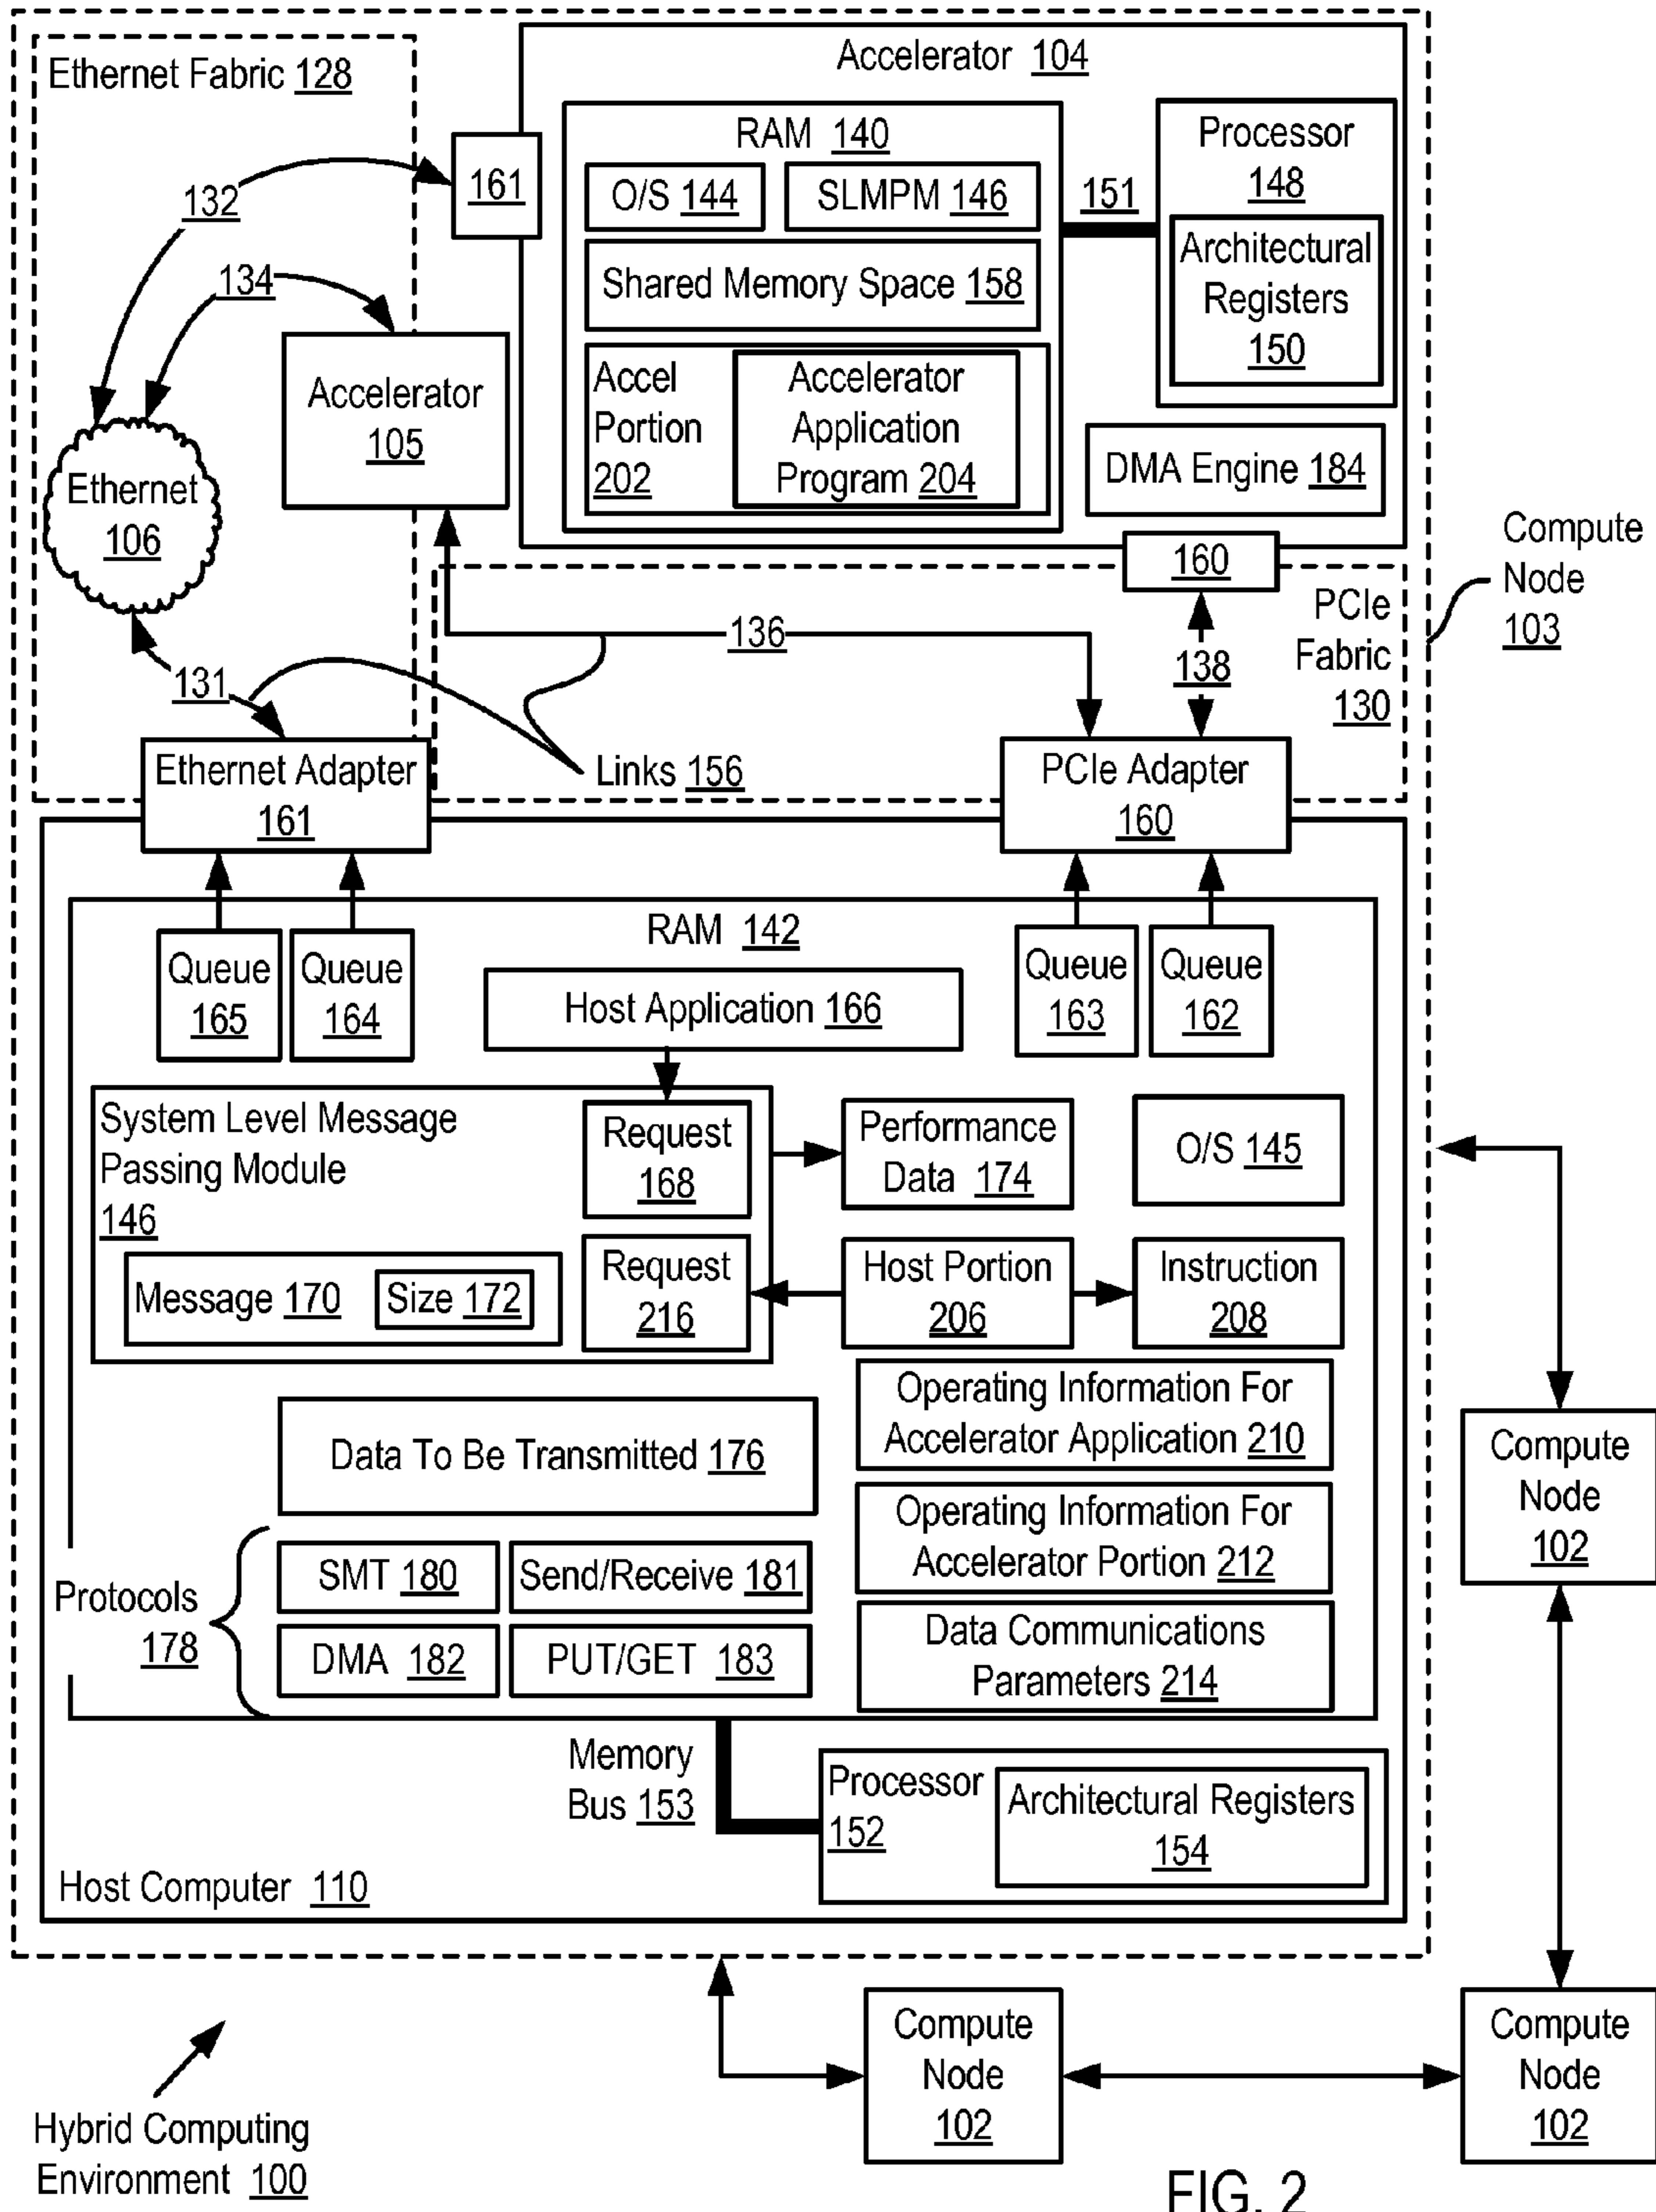 Ethernet Fabric 128
Accelerator 104
RAM 140
O/S 144
SLMPM 146
Shared Memory Space 158
Accel
Portion
202
Accelerator
Application
Program 204
151
Processor
148
Architectural
Registers
150
DMA Engine 184
161
132
134
Accelerator
105
Ethernet
106
160
Compute
Node
103
PCIe
Fabric
130
136
138
131
Links 156
Ethernet Adapter
161
PCIe Adapter
160
RAM 142
Queue
165
Queue
164
Host Application 166
Queue
163
Queue
162
System Level Message
Passing Module
146
Request
168
Performance
Data 174
O/S 145
Message 170
Size 172
Request
216
Host Portion
206
Instruction
208
Data To Be Transmitted 176
Operating Information For
Accelerator Application 210
Operating Information For
Accelerator Portion 212
Data Communications
Parameters 214
Protocols
178
SMT 180
Send/Receive 181
DMA 182
PUT/GET 183
Memory
Bus 153
Processor
152
Architectural Registers
154
Host Computer 110
Compute
Node
102
Compute
Node
102
Compute
Node
102
Hybrid Computing
Environment 100
FIG. 2